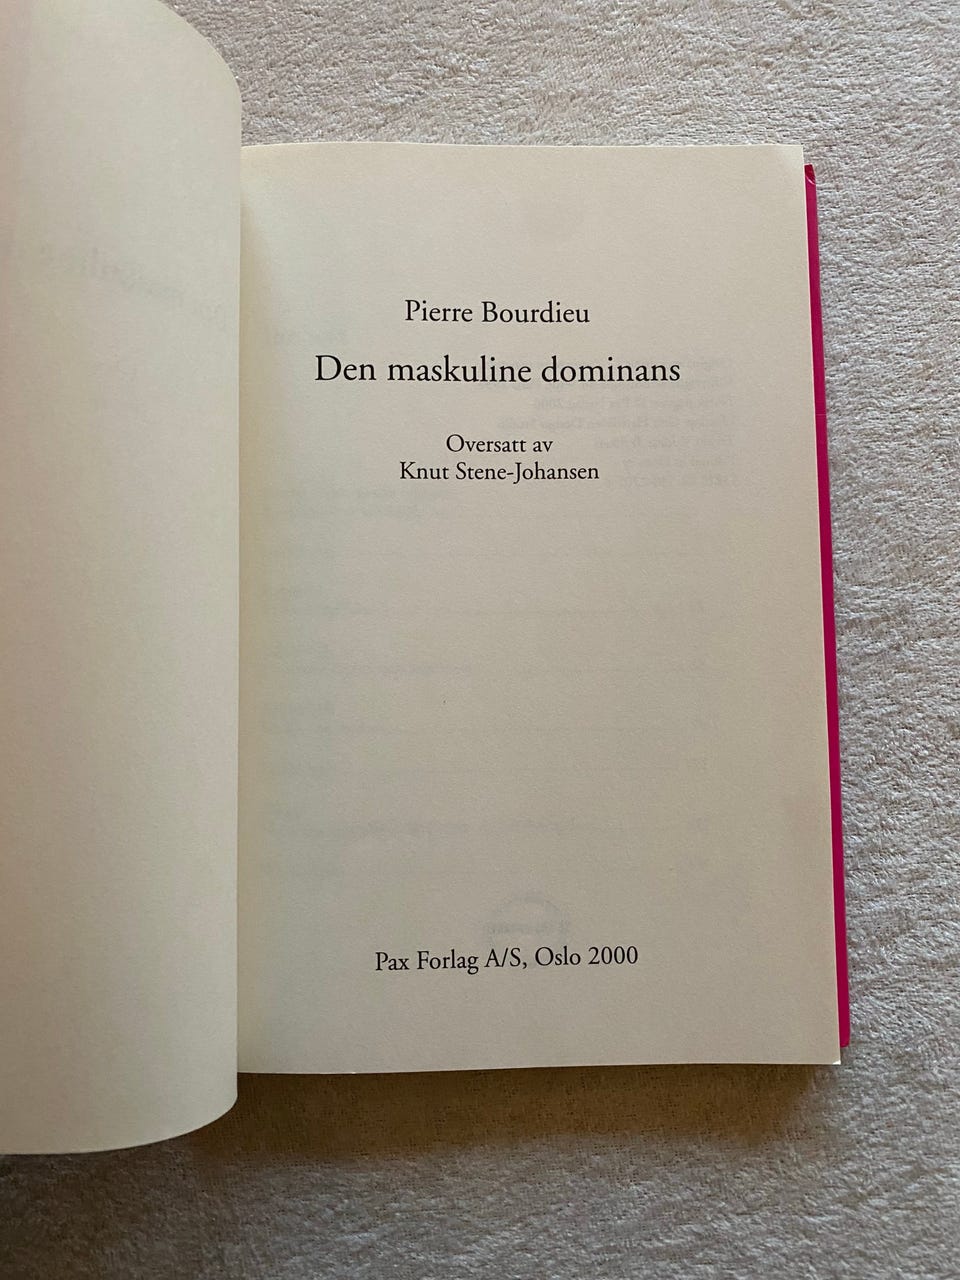 Pierre Bourdieu
Den maskuline dominans
Oversatt av
Knut Stene-Johansen
Pax Forlag A/S, Oslo 2000